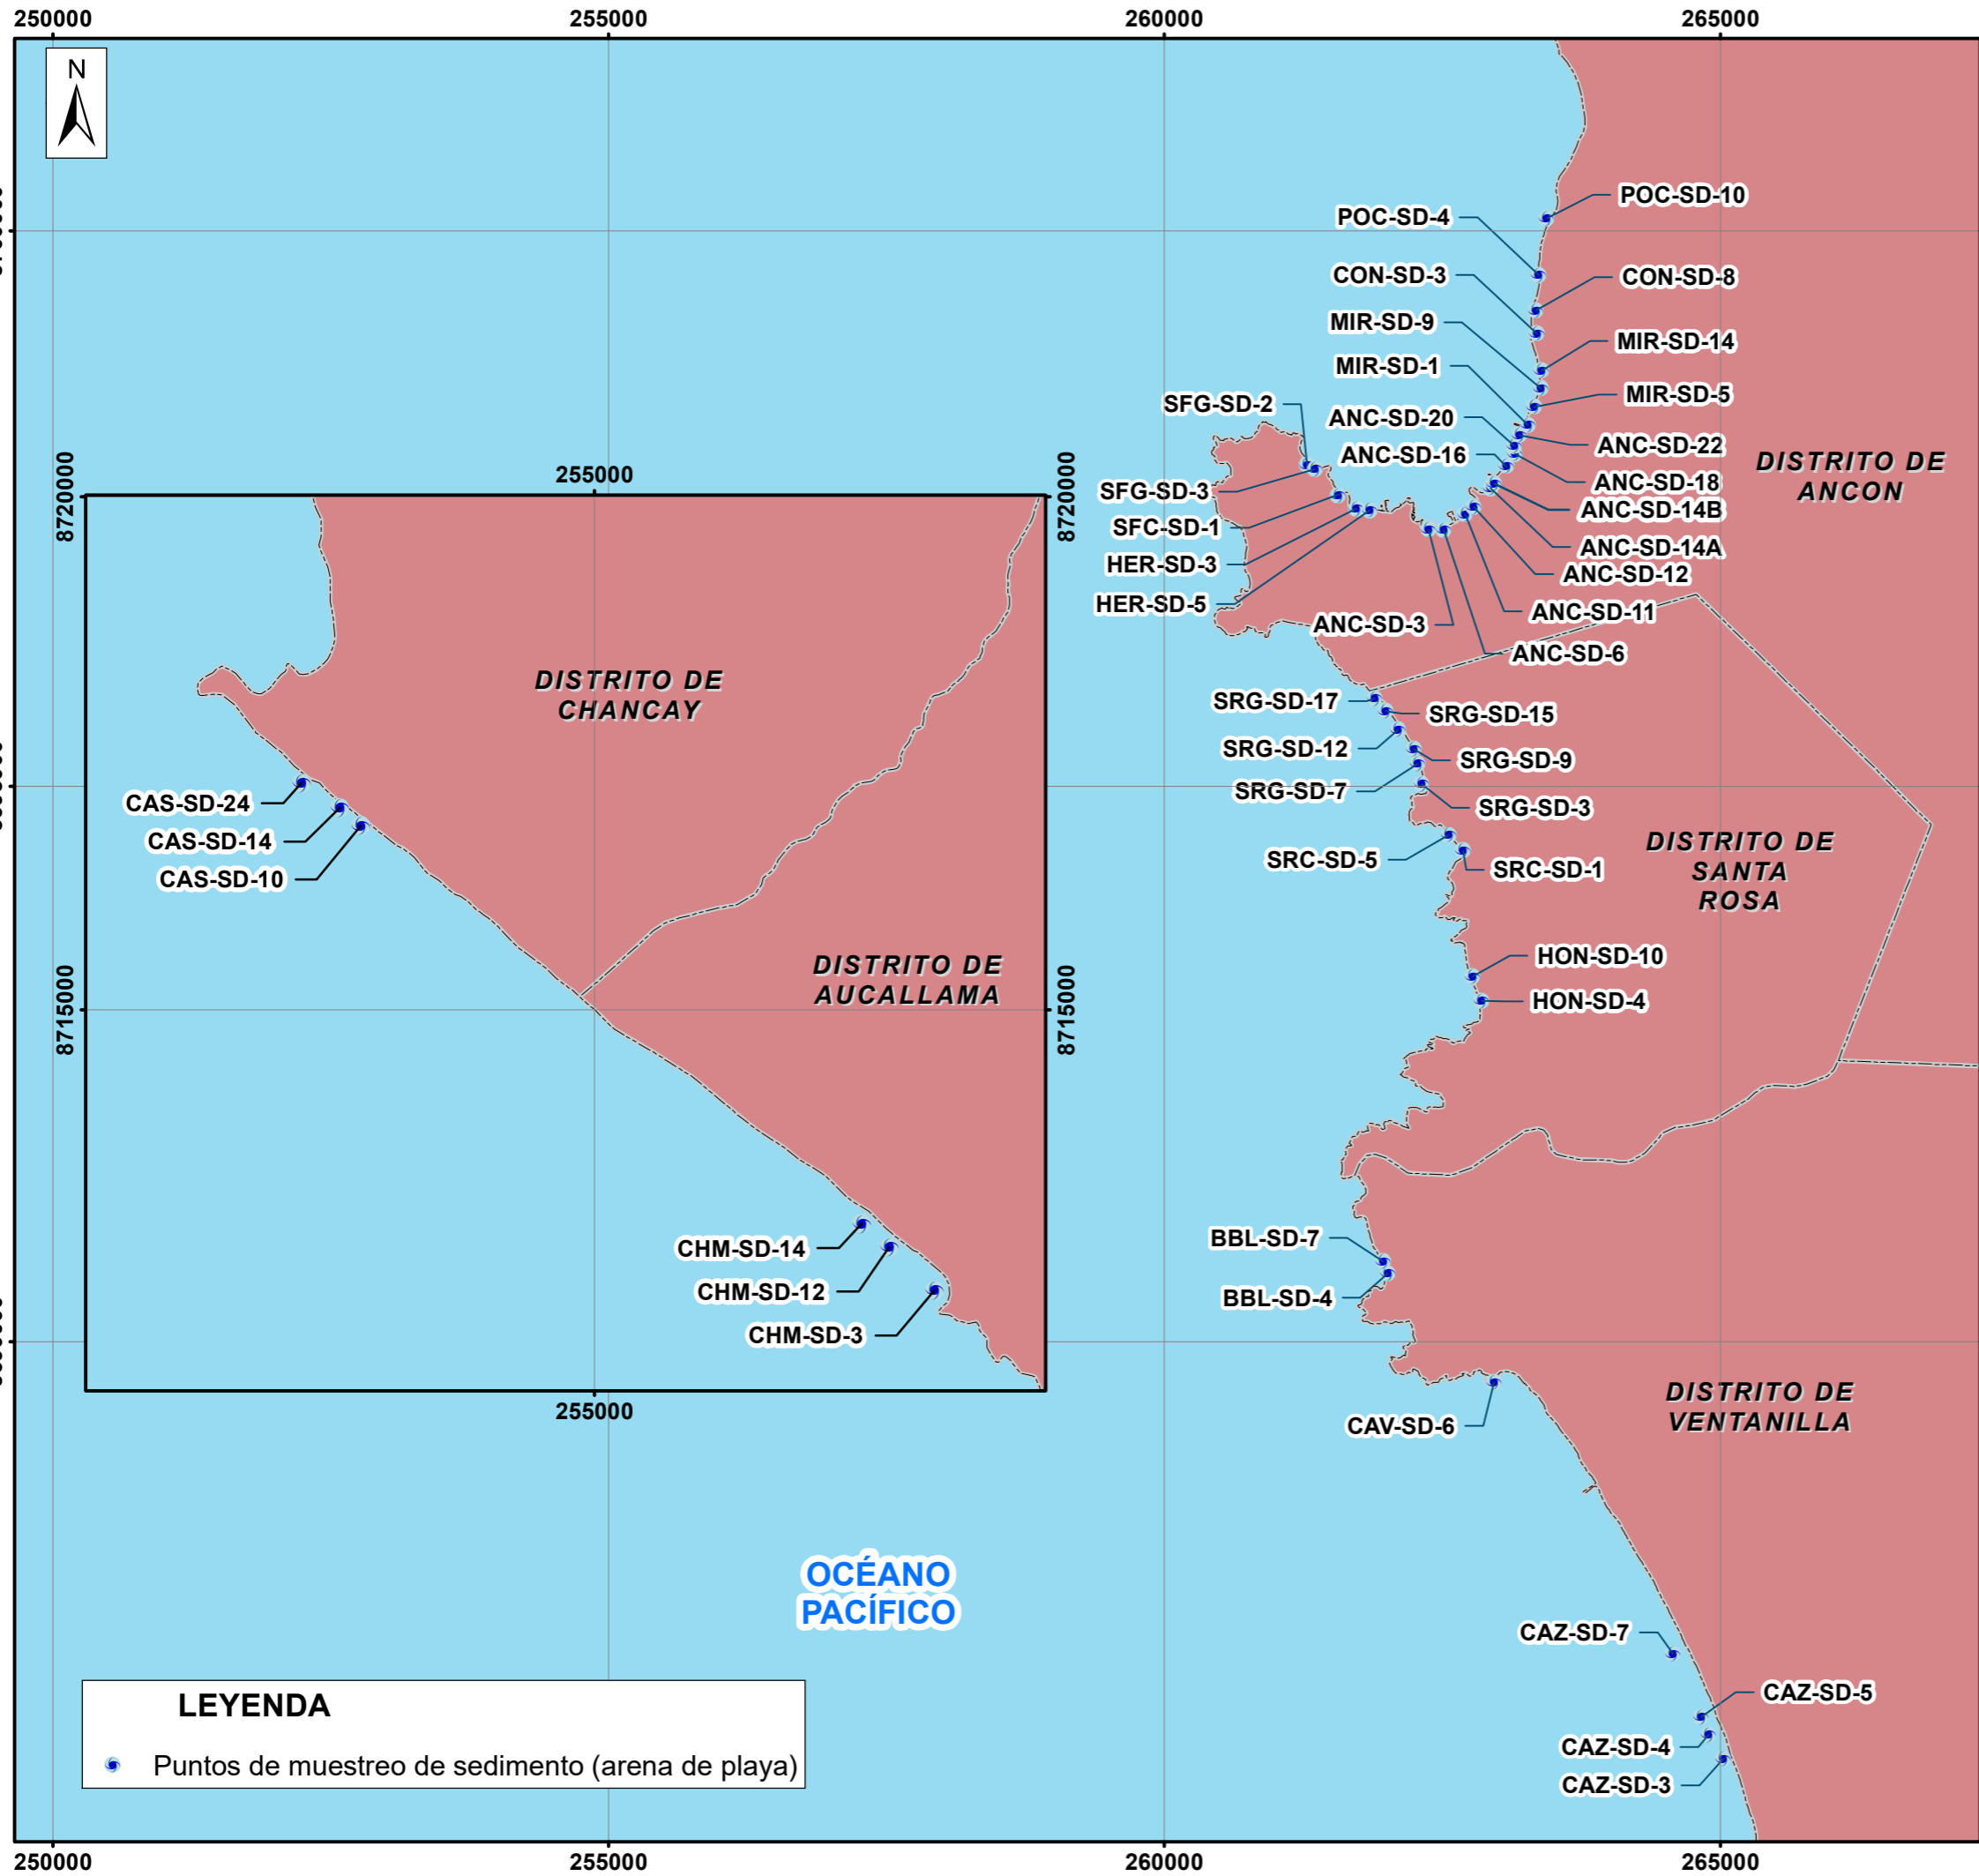 250000
255000
260000
265000
N
POC-SD-10
POC-SD-4
CON-SD-3
CON-SD-8
MIR-SD-9
MIR-SD-14
MIR-SD-1
MIR-SD-5
SFG-SD-2
ANC-SD-20
ANC-SD-22
ANC-SD-16
DISTRITO DE
ANCON
ANC-SD-18
SFG-SD-3
ANC-SD-14B
SFC-SD-1
ANC-SD-14A
HER-SD-3
ANC-SD-12
HER-SD-5
ANC-SD-11
ANC-SD-3
ANC-SD-6
255000
8720000
8720000
DISTRITO DE
CHANCAY
SRG-SD-17
SRG-SD-15
SRG-SD-12
SRG-SD-9
SRG-SD-7
SRG-SD-3
CAS-SD-24
CAS-SD-14
CAS-SD-10
SRC-SD-5
SRC-SD-1
DISTRITO DE
SANTA
ROSA
HON-SD-10
HON-SD-4
DISTRITO DE
AUCALLAMA
8715000
8715000
CHM-SD-14
CHM-SD-12
CHM-SD-3
BBL-SD-7
BBL-SD-4
255000
CAV-SD-6
DISTRITO DE
VENTANILLA
OCÉANO
PACÍFICO
CAZ-SD-7
CAZ-SD-5
CAZ-SD-4
CAZ-SD-3
LEYENDA
Puntos de muestreo de sedimento (arena de playa)
250000
255000
260000
265000